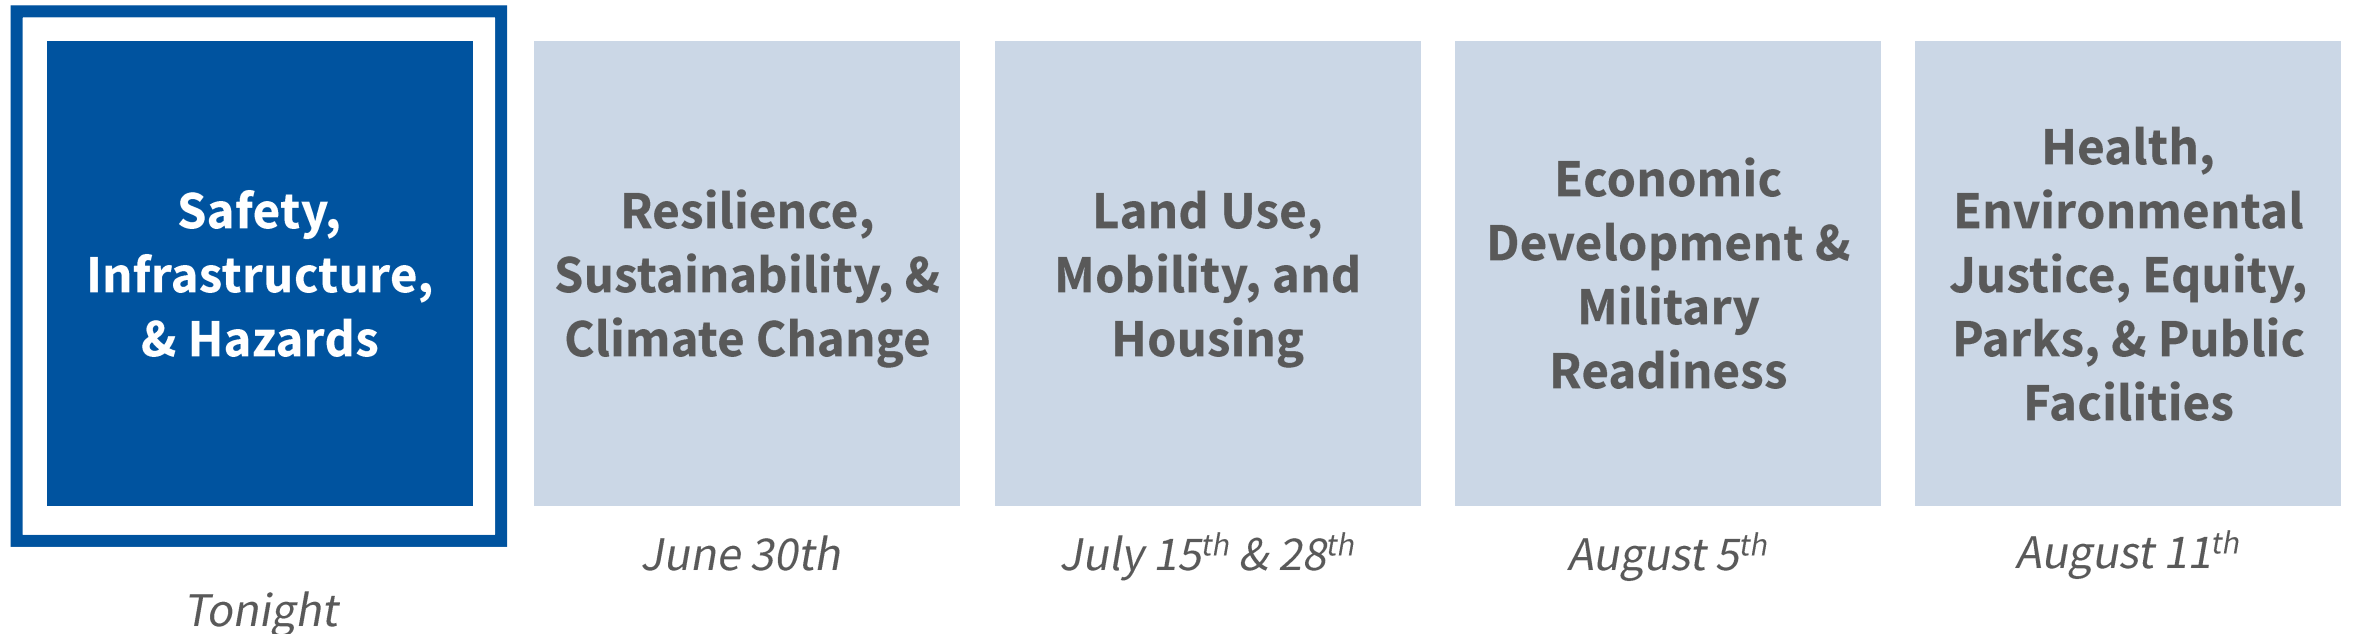 Safety,
Infrastructure,
& Hazards
Tonight
Resilience,
Sustainability, &
Climate Change
June 30th
Land Use,
Mobility, and
Housing
July 15th & 28th
Economic
Development &
Military
Readiness
August 5th
Health,
Environmental
Justice, Equity,
Parks, & Public
Facilities
August 11th